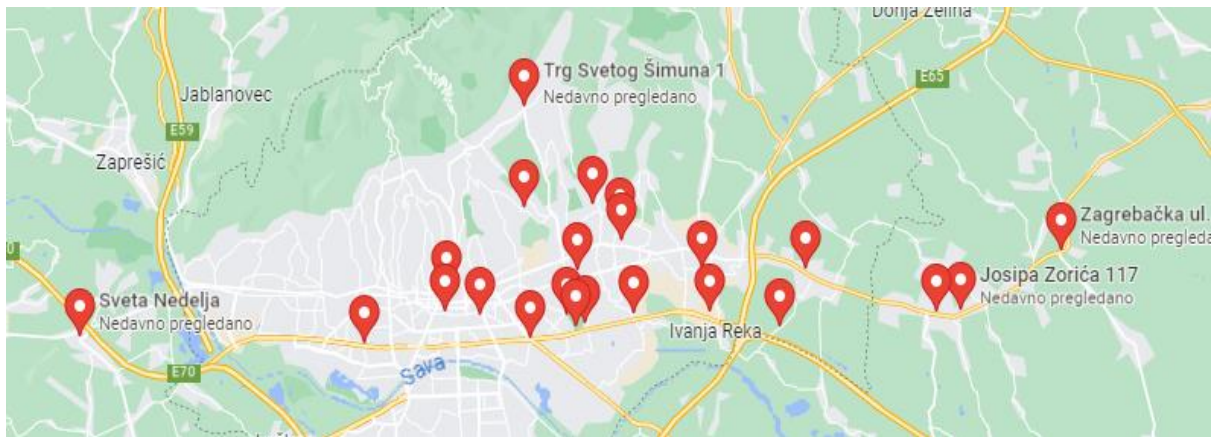 Donja Zelina
Trg Svetog Šimuna 1
Nedavno pregledano
E65
Jablanovec
E59
Zaprešić
Zagrebačka ul.
Nedavno pregleda
Josipa Zorića 117
Nedavno pregledano
Sveta Nedelja
Nedavno pregledano
Ivanja Reka
Sava
E70